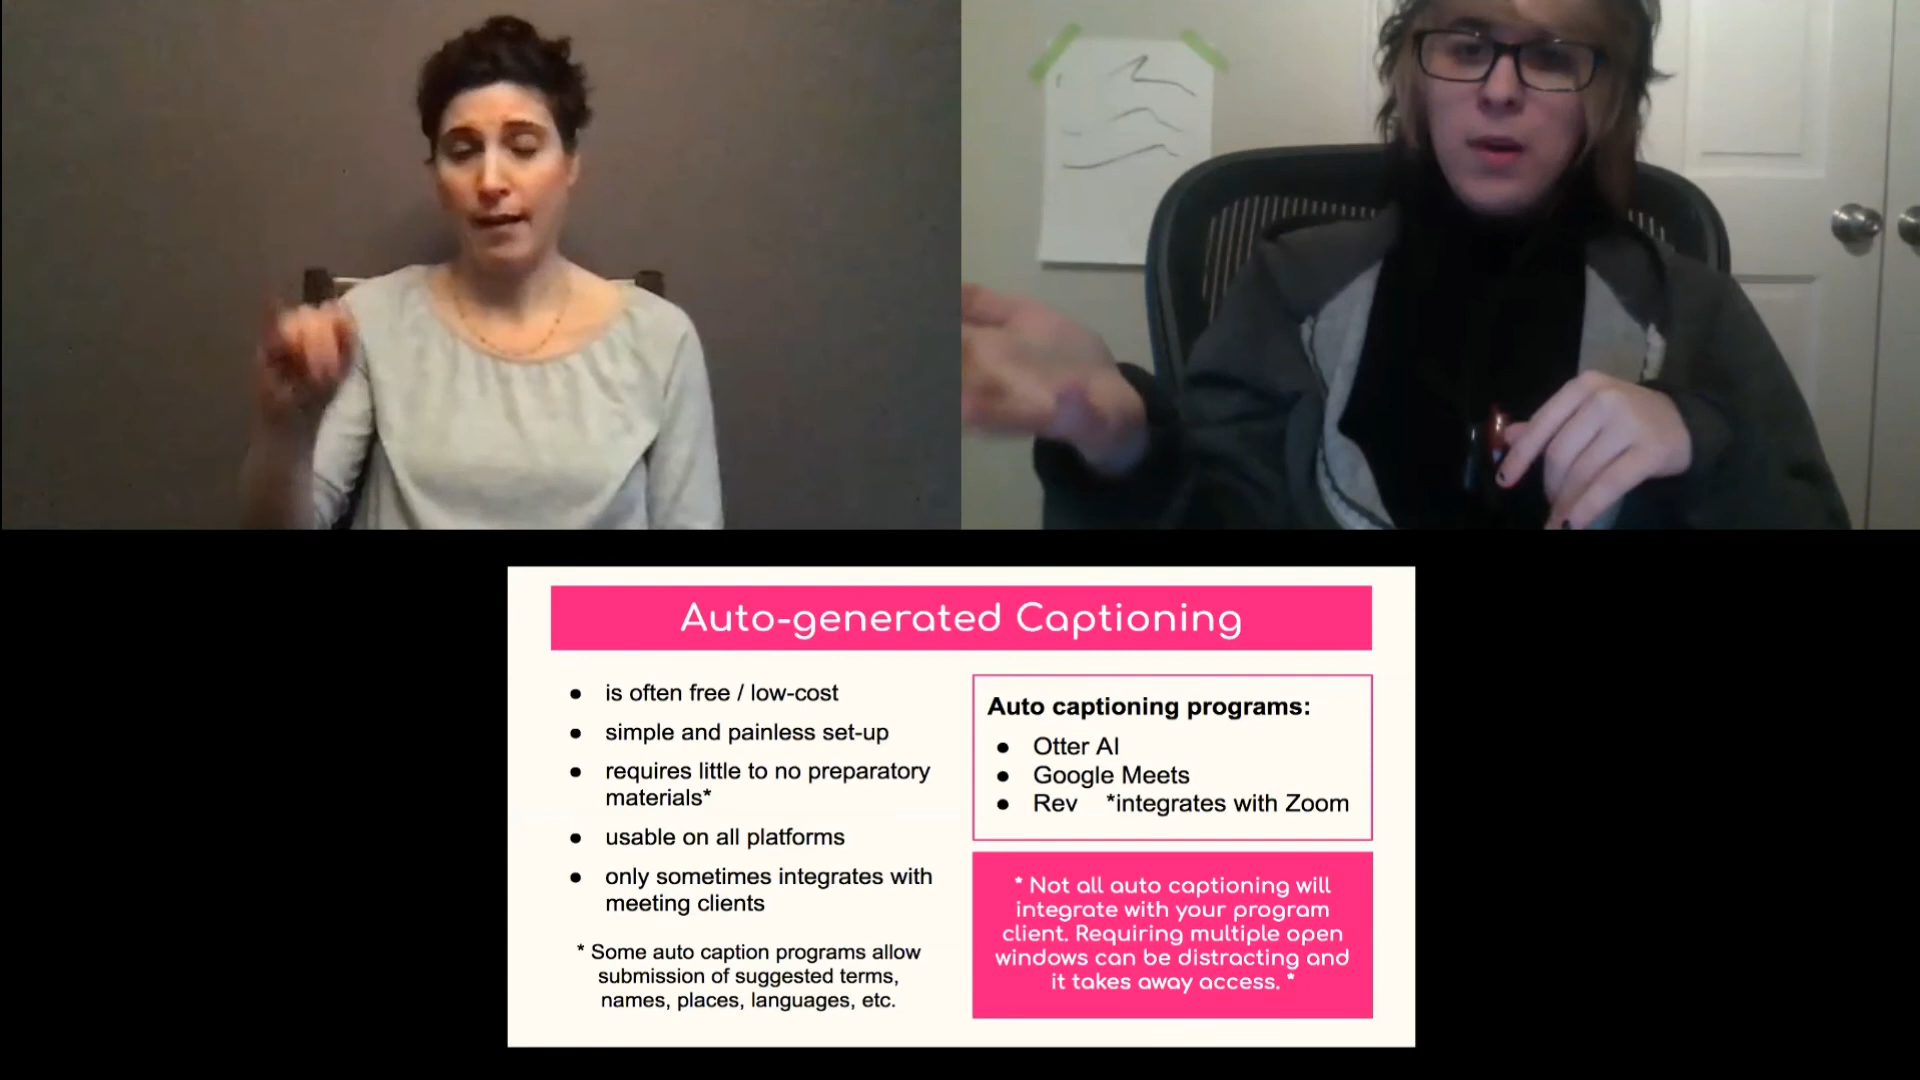 Auto-generated Captioning
● is often free / low-cost
● simple and painless set-up
● requires little to no preparatory
materials*
● usable on all platforms
● only sometimes integrates with
meeting clients
* Some auto caption programs allow
submission of suggested terms,
names, places, languages, etc.
Auto captioning programs:
● Otter AI
● Google Meets
● Rev *integrates with Zoom
* Not all auto captioning will
integrate with your program
client. Requiring multiple open
windows can be distracting and
it takes away access. *